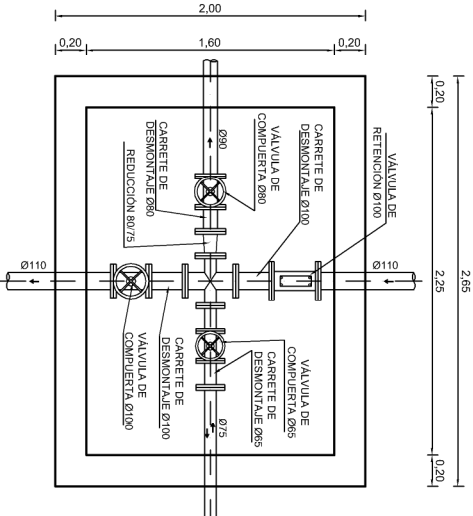 2,00
0,20
1,60
0,20
0,20
2,25
2,65
0,20
Ø90
CARRETE DE
DESMONTAJE Ø80
REDUCCIÓN 80/75
VÁLVULA DE
COMPUERTA Ø80
CARRETE DE
DESMONTAJE Ø100
VÁLVULA DE
RETENCIÓN Ø100
Ø110
Ø110
VÁLVULA DE
COMPUERTA Ø100
CARRETE DE
DESMONTAJE Ø100
Ø75
CARRETE DE
DESMONTAJE Ø65
VÁLVULA DE
COMPUERTA Ø65